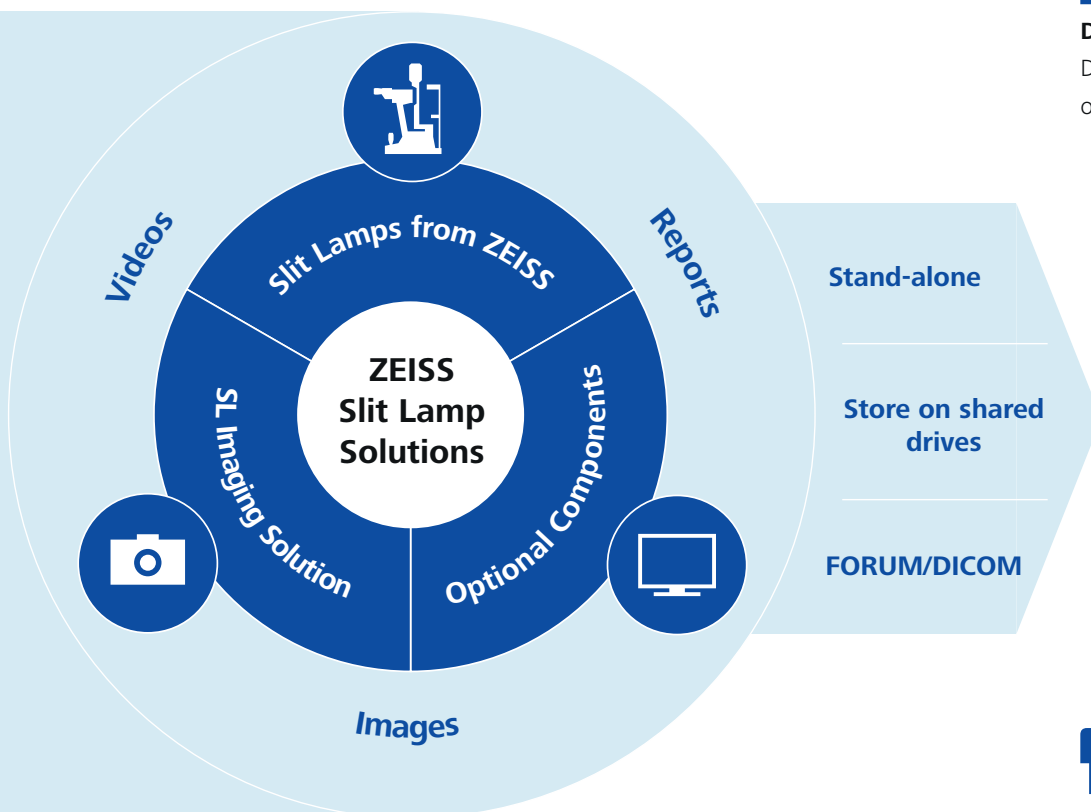 D
D
o
Videos
Reports
Slit Lamps from ZEISS
SL Imaging Solution
Optional Components
ZEISS
Slit Lamp
Solutions
Images
Stand-alone
Store on shared
drives
FORUM/DICOM